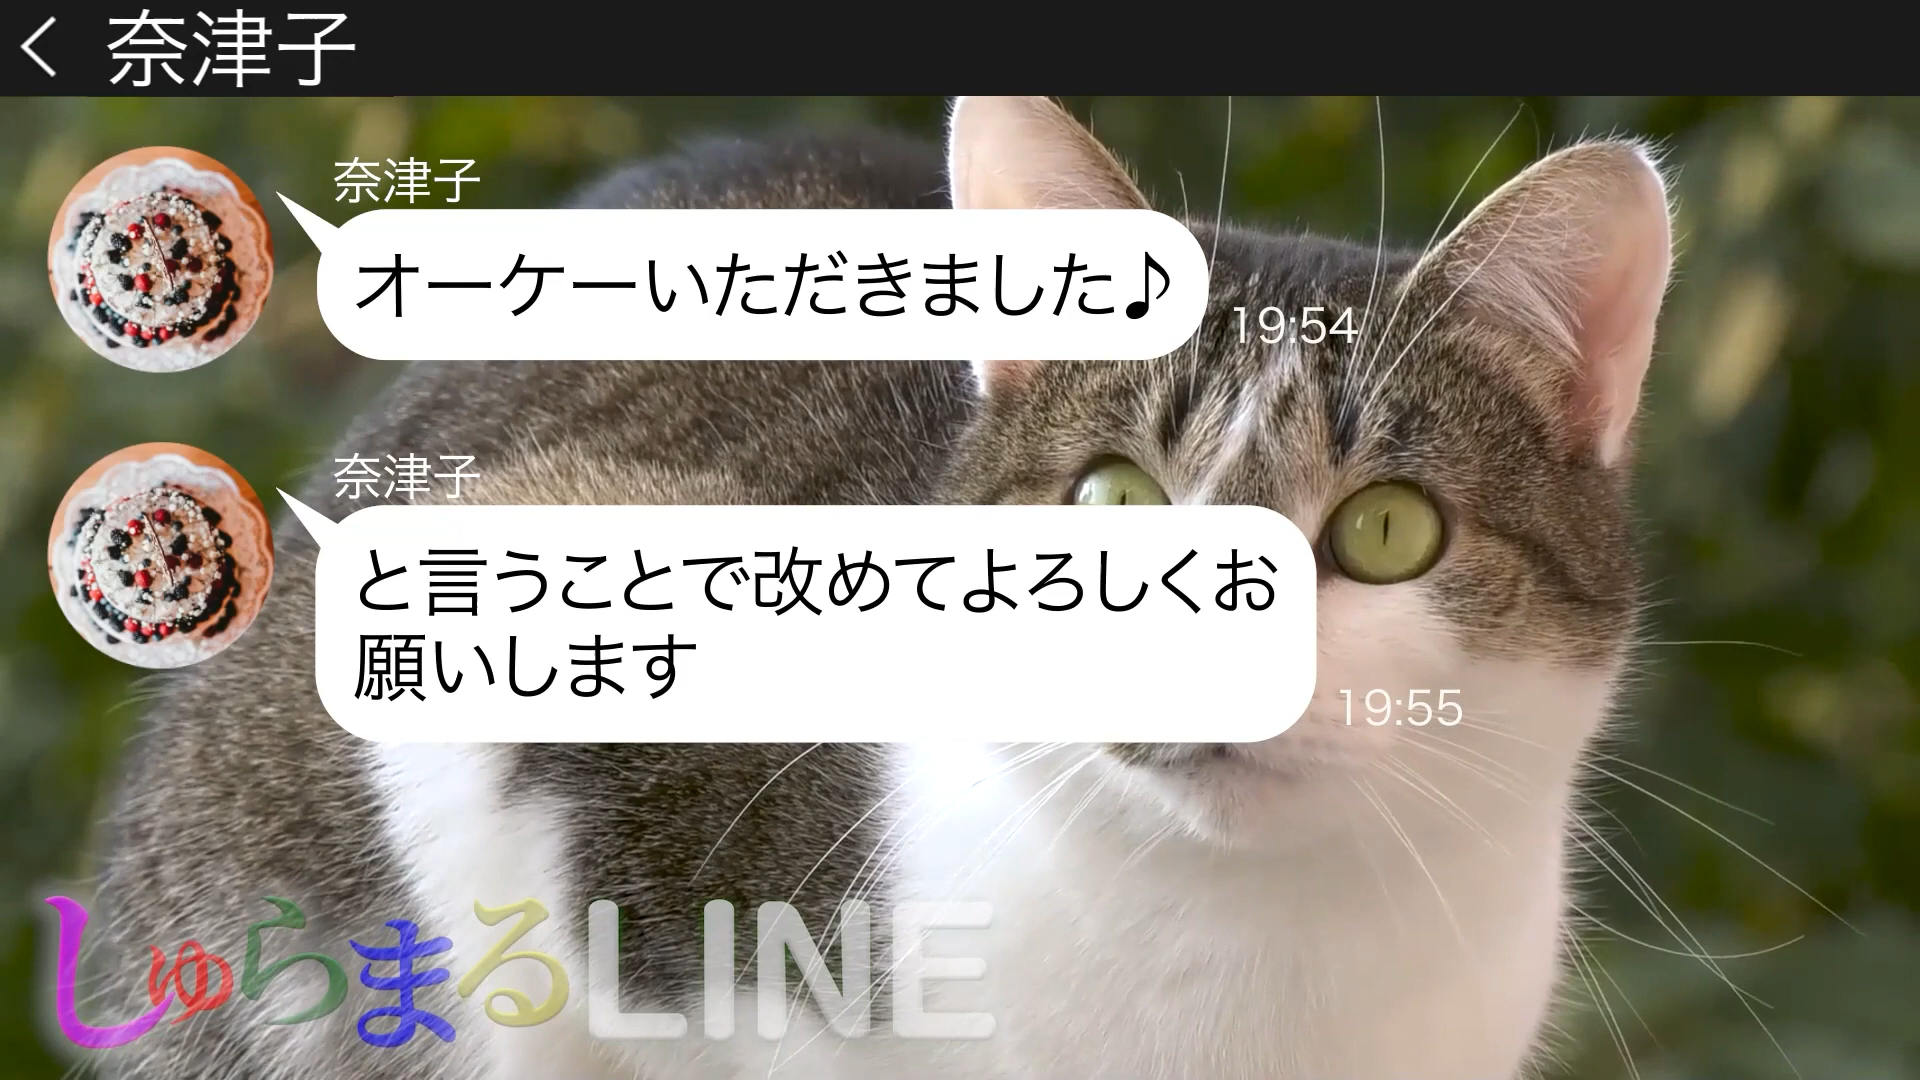 奈津子
奈津子
オーケーいただきました♪
19:54
奈津子
と言うことで改めてよろしくお
願いします
19:55
しゅらまるLINE